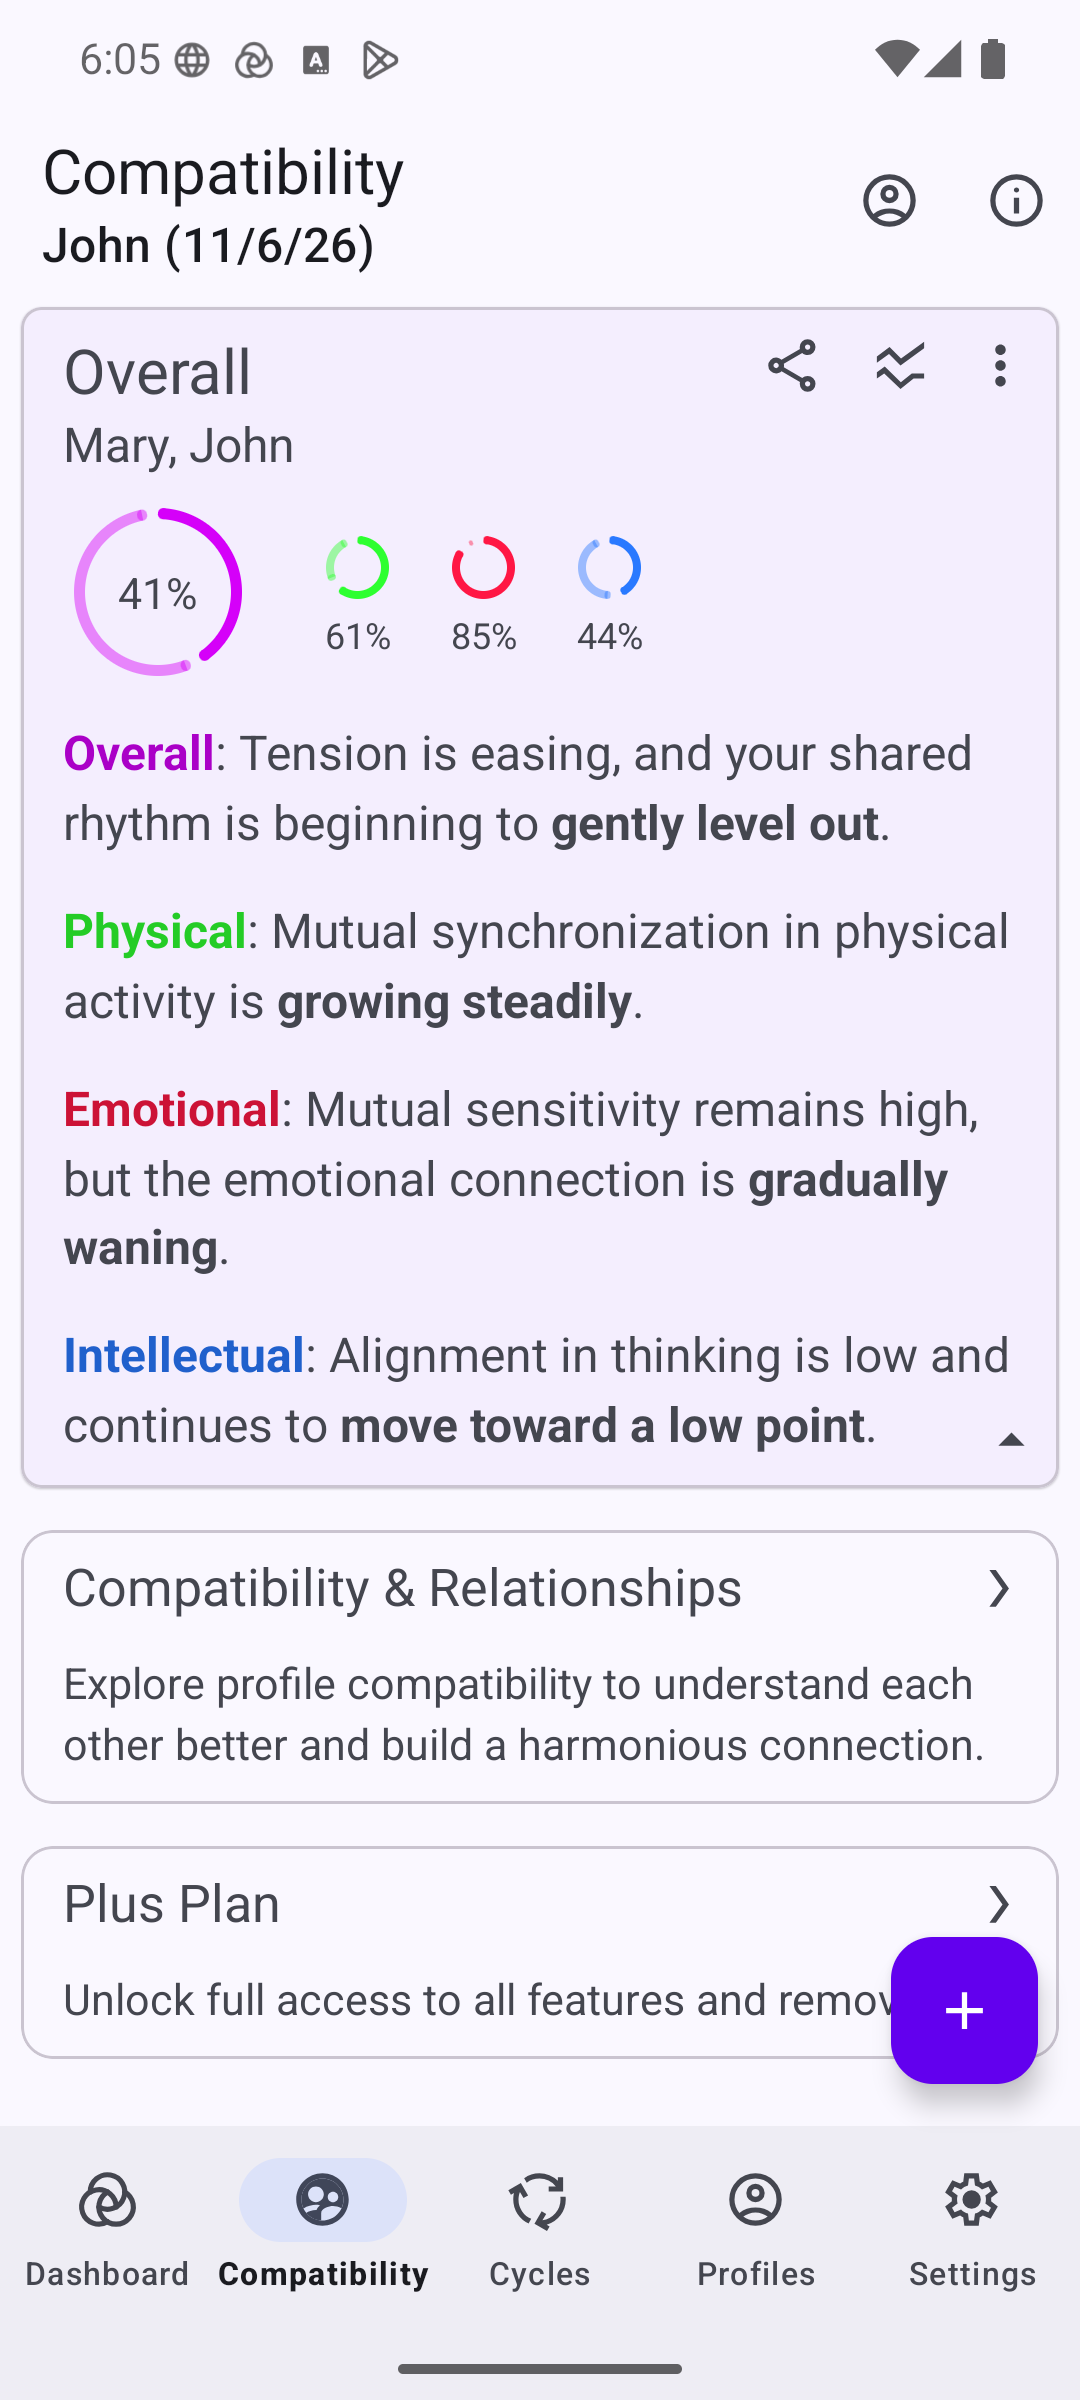 6:05
Compatibility
John (11/6/26)
Overall
Mary, John
41%
61%
85%
44%
Overall: Tension is easing, and your shared
rhythm is beginning to gently level out.
Physical: Mutual synchronization in physical
activity is growing steadily.
Emotional: Mutual sensitivity remains high,
but the emotional connection is gradually
waning.
Intellectual: Alignment in thinking is low and
continues to move toward a low point.
Compatibility & Relationships
Explore profile compatibility to understand each
other better and build a harmonious connection.
Plus Plan
Unlock full access to all features and remov
Dashboard
Compatibility
Cycles
Profiles
Settings